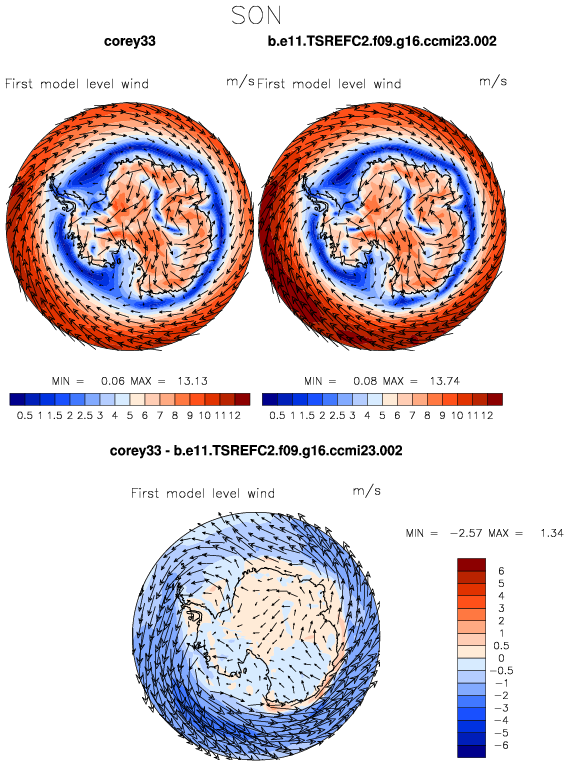 SON
corey33 b.e11.TSREFC2.f09.g16.ccmi23.002
First model level wind m/s First model level wind m/s
MIN = 0.06 MAX = 13.13 MIN = 0.08 MAX = 13.74
0.5 1 1.5 2 2.5 3 4 5 6 7 8 9 10 11 12 0.5 1 1.5 2 2.5 3 4 5 6 7 8 9 10 11 12
corey33 - b.e11.TSREFC2.f09.g16.ccmi23.002
First model level wind m/s
MIN = -2.57 MAX = 1.34
6
5
4
3
2
1
0.5
0
-0.5
-1
-2
-3
-4
-5
-6